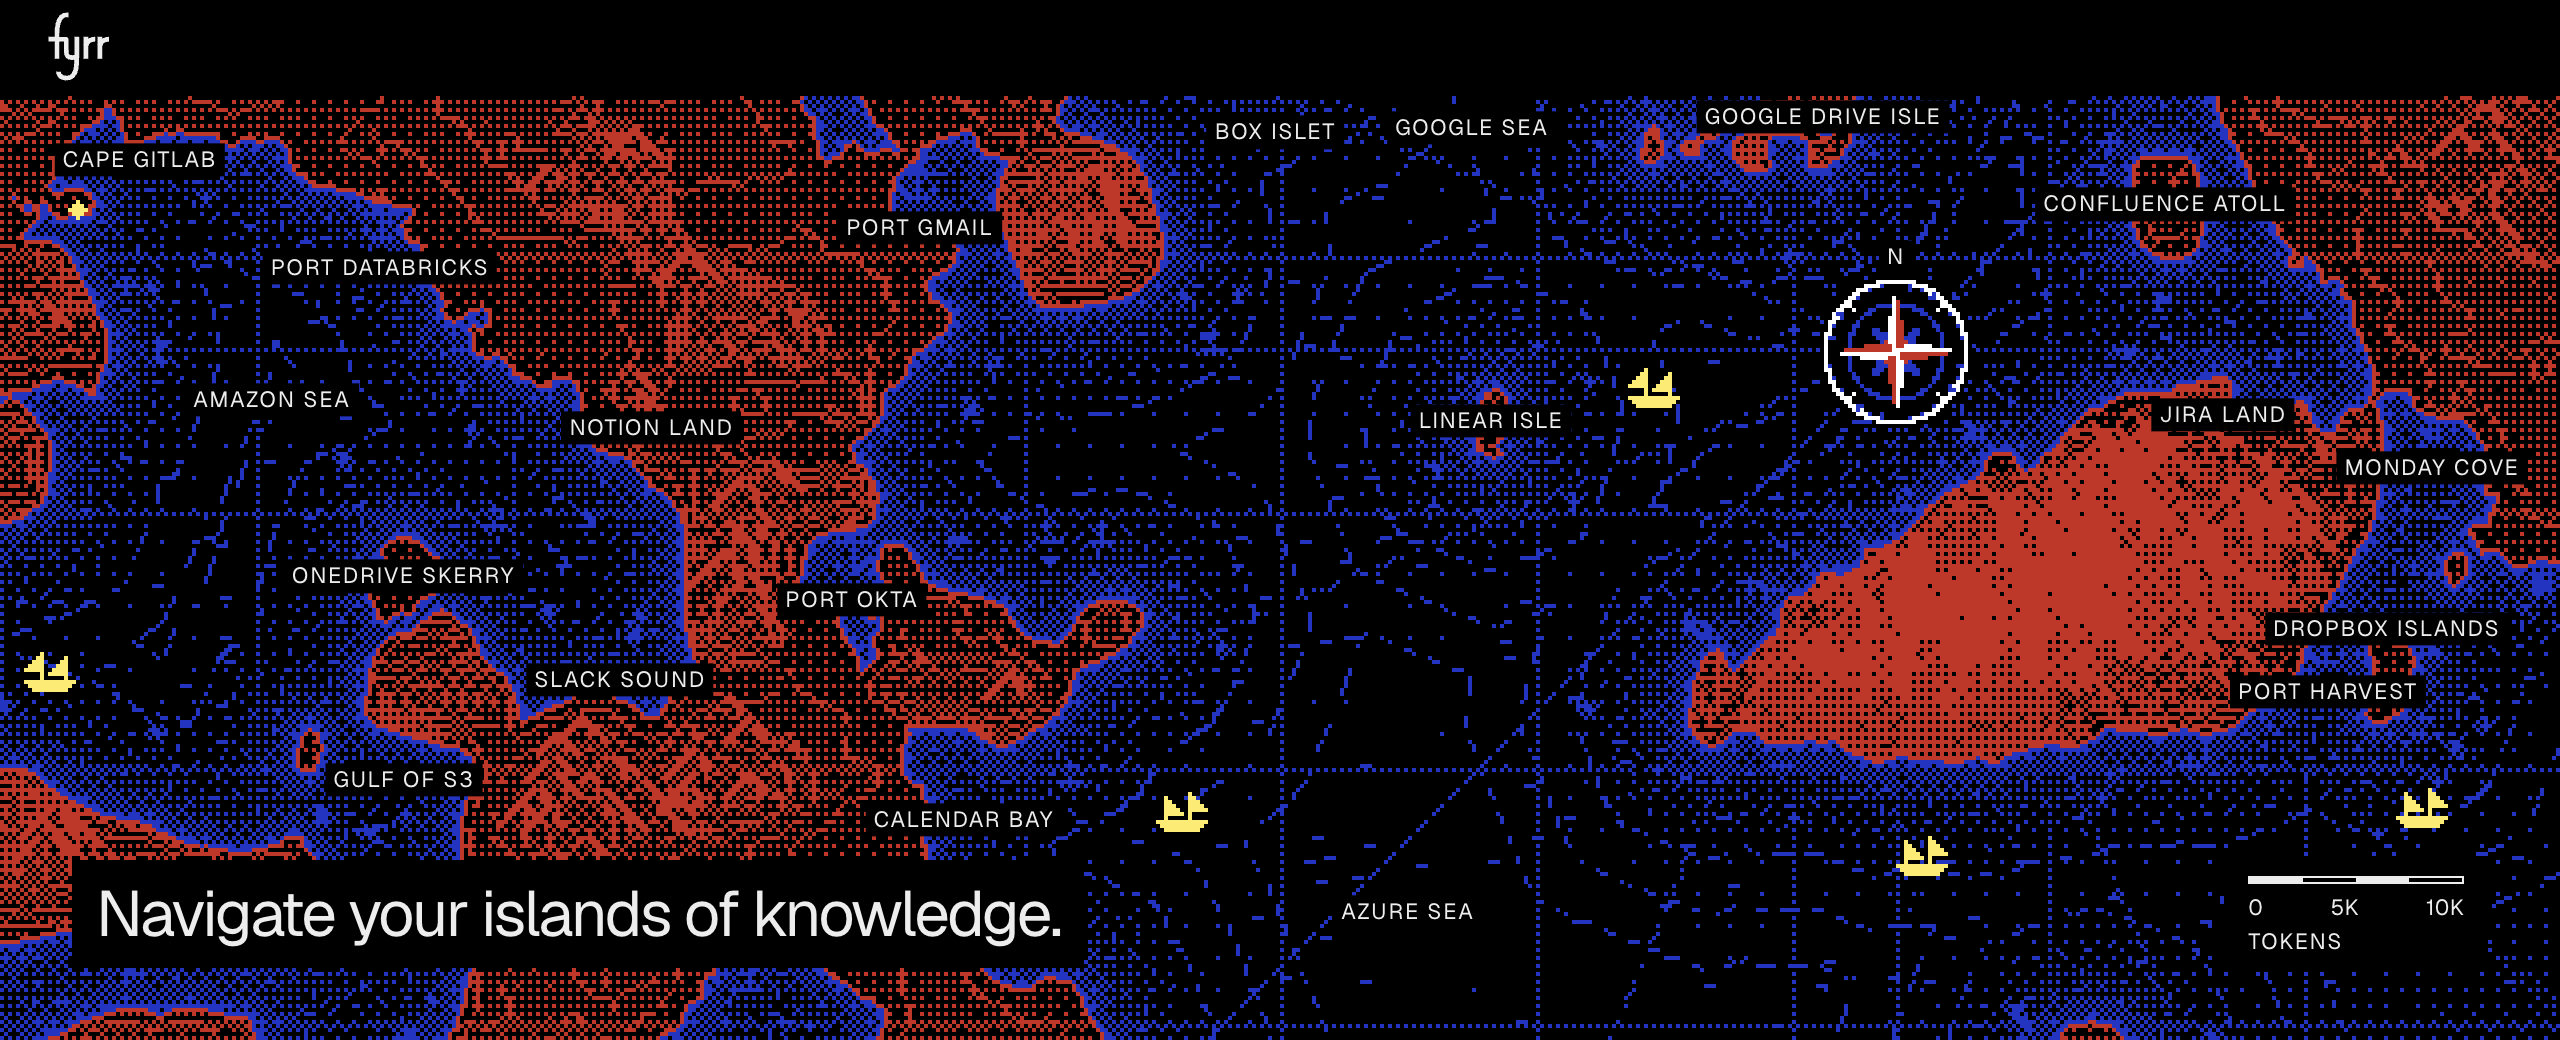 fyrr
BOX ISLET
GOOGLE SEA
GOOGLE DRIVE ISLE
CAPE GITLAB
CONFLUENCE ATOLL
PORT GMAIL
N
PORT DATABRICKS
AMAZON SEA
JIRA LAND
LINEAR ISLE
NOTION LAND
MONDAY COVE
ONEDRIVE SKERRY
PORT OKTA
DROPBOX ISLANDS
SLACK SOUND
PORT HARVEST
GULF OF S3
CALENDAR BAY
Navigate your islands of knowledge.
AZURE SEA
0 5K 10K
TOKENS